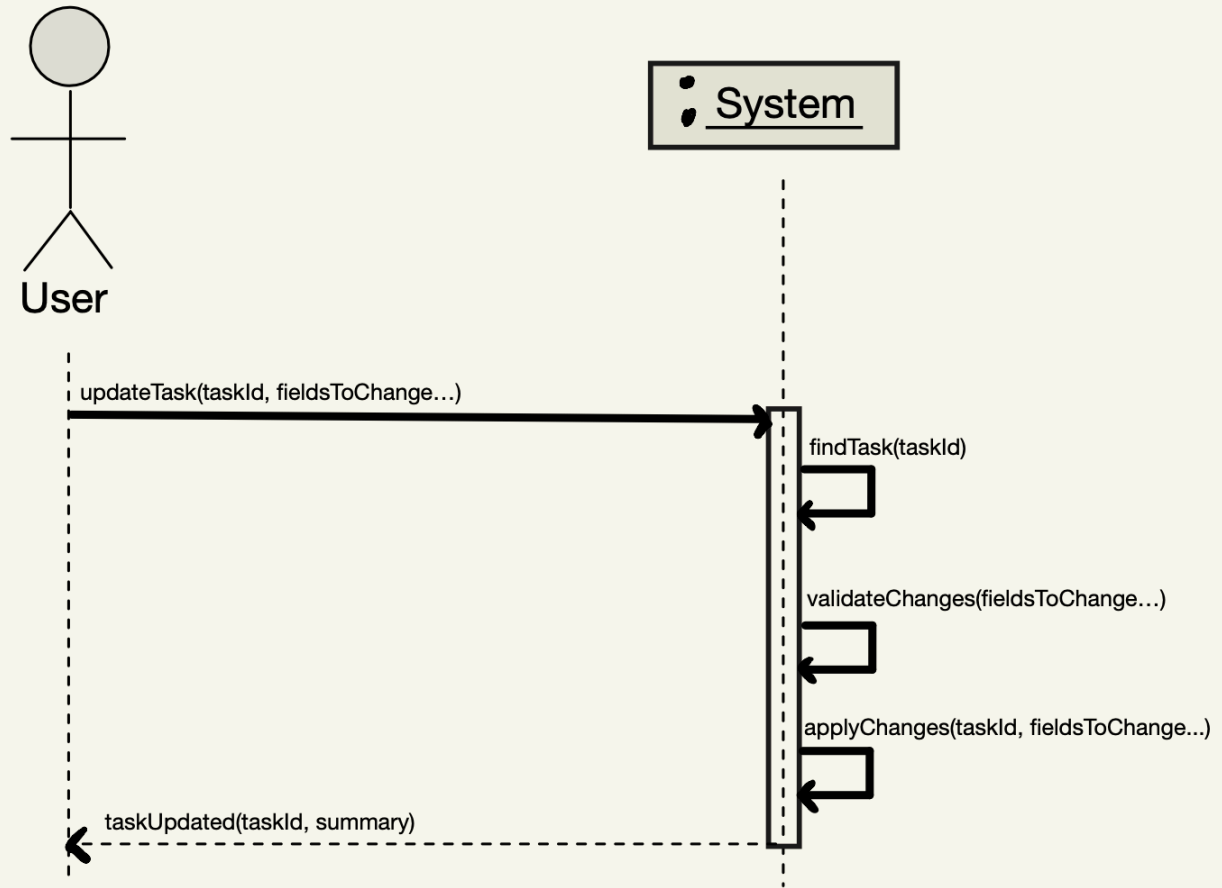 : System
User
updateTask(taskId, fieldsToChange…)
findTask(taskId)
validateChanges(fieldsToChange…)
applyChanges(taskId, fieldsToChange...)
taskUpdated(taskId, summary)